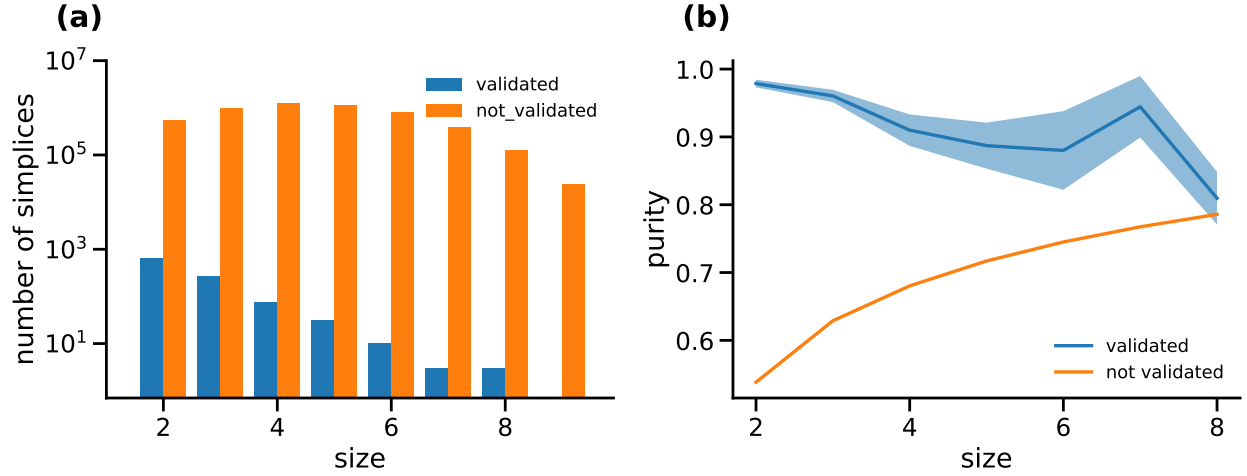 (a)
number of simplices
10^7
10^5
10^3
10^1
validated
not_validated
2 4 6 8
size
(b)
purity
1.0
0.9
0.8
0.7
0.6
validated
not validated
2 4 6 8
size